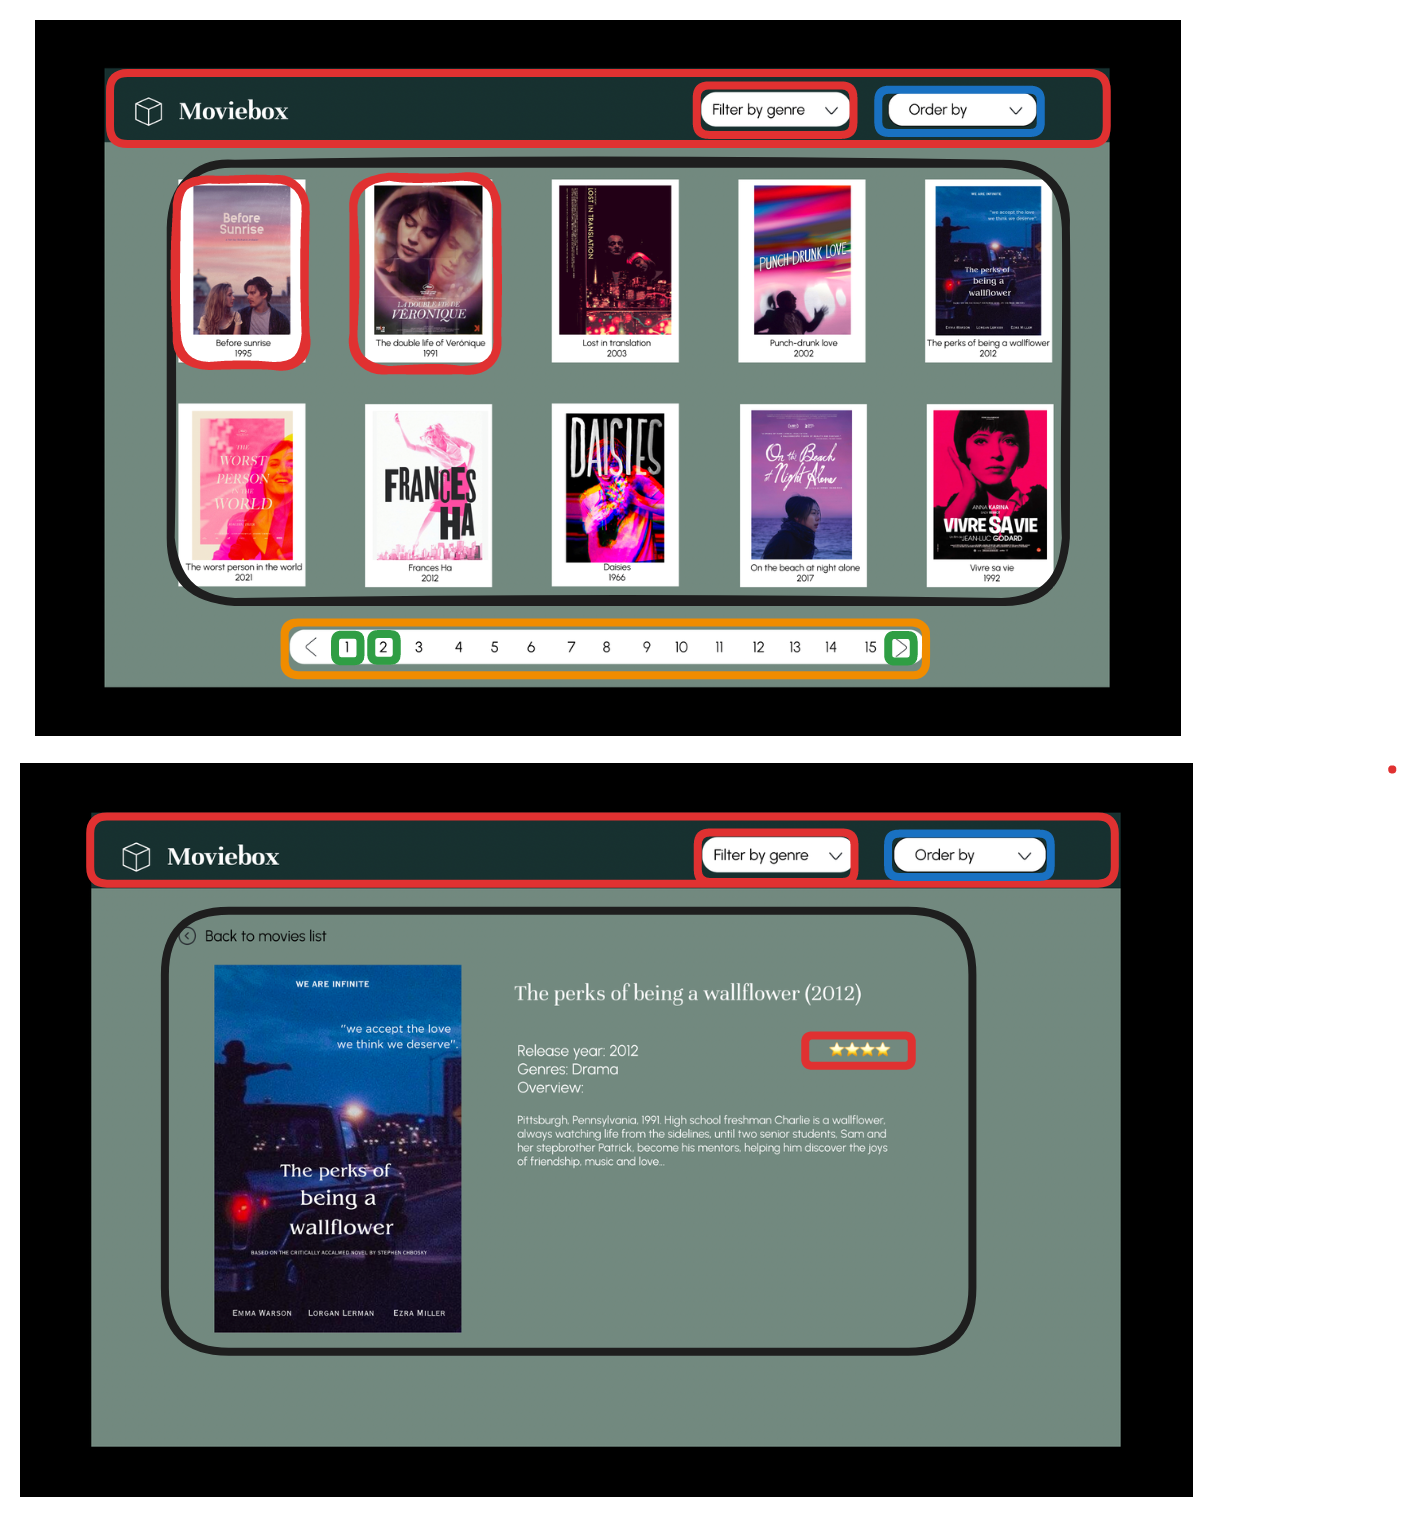 Moviebox
Filter by genre
Order by
Before
Sunrise
Before sunrise
1995
LA DOUBLE VIE DE
VÉRONIQUE
The double life of Verónique
1991
LOST IN TRANSLATION
Lost in translation
2003
PUNCH-DRUNK LOVE
Punch-drunk love
2002
WE ARE INFINITE
"we accept the love
we think we deserve".
The perks of
being a
wallflower
EMMA WARSON LORGAN LERMAN EZRA MILLER
The perks of being a wallflower
2012
THE
WORST
PERSON
IN THE
WORLD
The worst person in the world
2021
FRANCES
HA
Frances Ha
2012
DAISIES
Daisies
1966
On the Beach
at Night Alone
On the beach at night alone
2017
ANNA KARINA
VIVRE SA VIE
JEAN-LUC GODARD
Vivre sa vie
1992
1 2 3 4 5 6 7 8 9 10 11 12 13 14 15
Moviebox
Filter by genre
Order by
Back to movies list
WE ARE INFINITE
"we accept the love
we think we deserve".
The perks of
being a
wallflower
BASED ON THE CRITICALLY ACCALMED NOVEL BY STEPHEN CHBOSKY
EMMA WARSON LORGAN LERMAN EZRA MILLER
The perks of being a wallflower (2012)
Release year: 2012
Genres: Drama
Overview:
Pittsburgh, Pennsylvania, 1991. High school freshman Charlie is a wallflower,
always watching life from the sidelines, until two senior students, Sam and
her stepbrother Patrick, become his mentors, helping him discover the joys
of friendship, music and love...